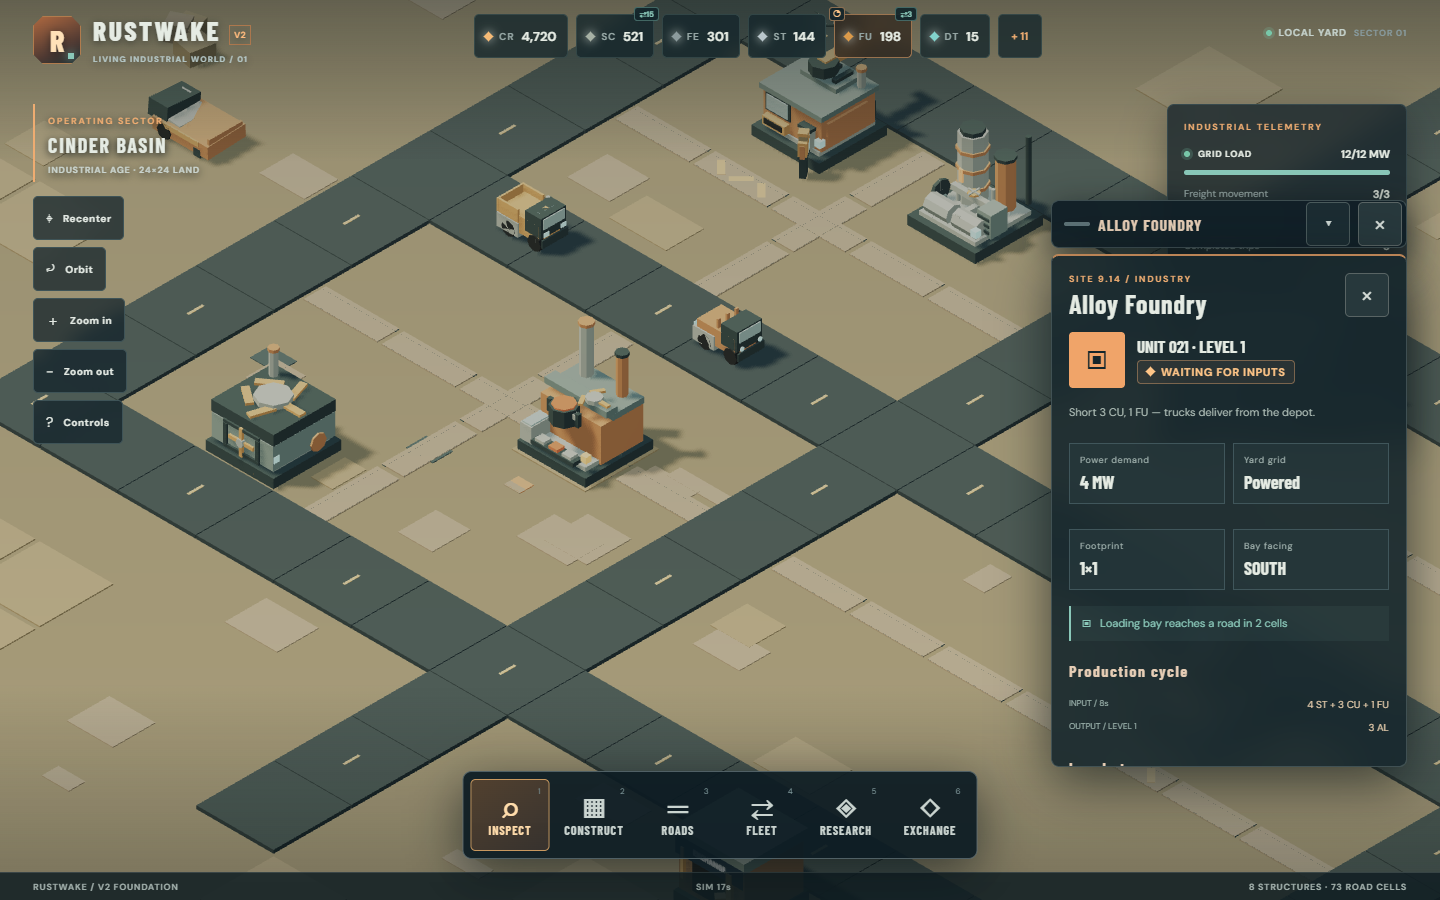 R
RUSTWAKE V2
LIVING INDUSTRIAL WORLD / 01
CR 4,720
⇄15
SC 521
FE 301
ST 144
⇄3
FU 198
DT 15
+ 11
LOCAL YARD SECTOR 01
OPERATING SECTOR
CINDER BASIN
INDUSTRIAL AGE · 24×24 LAND
Recenter
Orbit
+ Zoom in
− Zoom out
? Controls
INDUSTRIAL TELEMETRY
GRID LOAD 12/12 MW
Freight movement 3/3
ALLOY FOUNDRY ▼ ×
SITE 9.14 / INDUSTRY
Alloy Foundry ×
UNIT 021 · LEVEL 1
◆ WAITING FOR INPUTS
Short 3 CU, 1 FU — trucks deliver from the depot.
Power demand
4 MW
Yard grid
Powered
Footprint
1×1
Bay facing
SOUTH
Loading bay reaches a road in 2 cells
Production cycle
INPUT / 8s 4 ST + 3 CU + 1 FU
OUTPUT / LEVEL 1 3 AL
1
INSPECT
2
CONSTRUCT
3
ROADS
4
FLEET
5
RESEARCH
6
EXCHANGE
RUSTWAKE / V2 FOUNDATION
SIM 17s
8 STRUCTURES · 73 ROAD CELLS